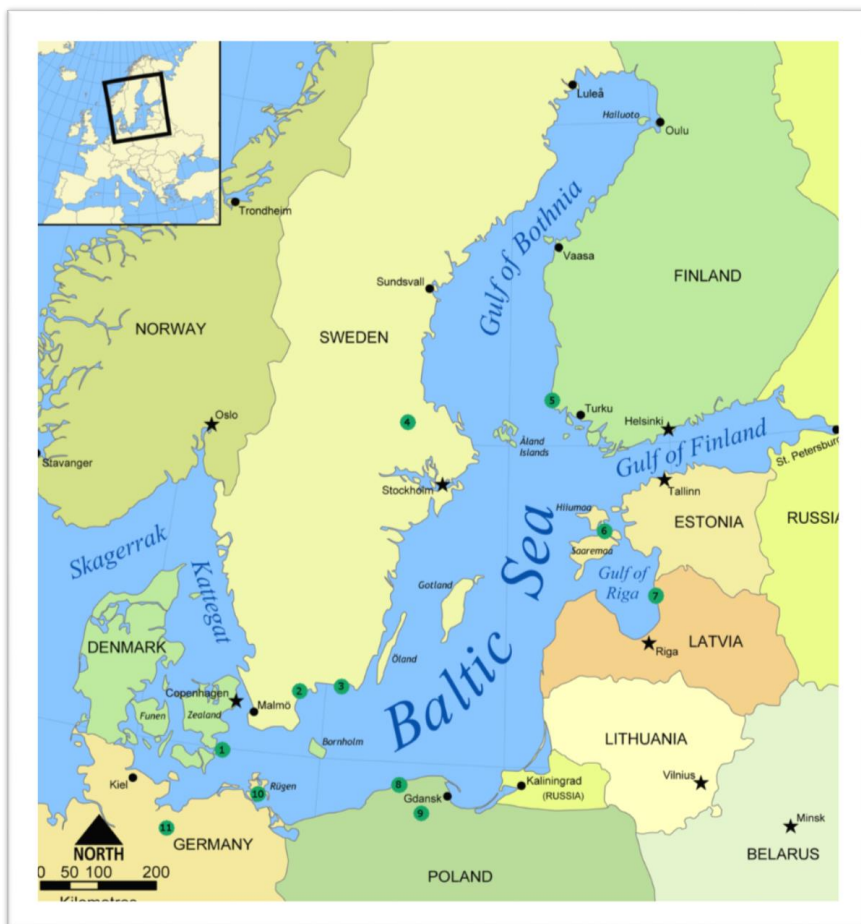 Luleå
Hailuoto
Oulu
Trondheim
Gulf of Bothnia
Vaasa
FINLAND
Sundsvall
NORWAY
SWEDEN
5
Turku
4
Oslo
Helsinki
Gulf of Finland
Åland
Islands
St. Petersburg
Stavanger
Stockholm
Tallinn
Hiiumaa
ESTONIA
RUSSIA
6
Saaremaa
Skagerrak
Kattegat
Gulf of
Riga
7
Gotland
Baltic Sea
DENMARK
LATVIA
Riga
Öland
Copenhagen
2
3
Malmö
Funen
Zealand
LITHUANIA
1
Bornholm
Kiel
Rügen
10
8
Gdansk
Kaliningrad
(RUSSIA)
Vilnius
9
11
Minsk
NORTH
GERMANY
BELARUS
POLAND
0 50 100 200
Kilometres